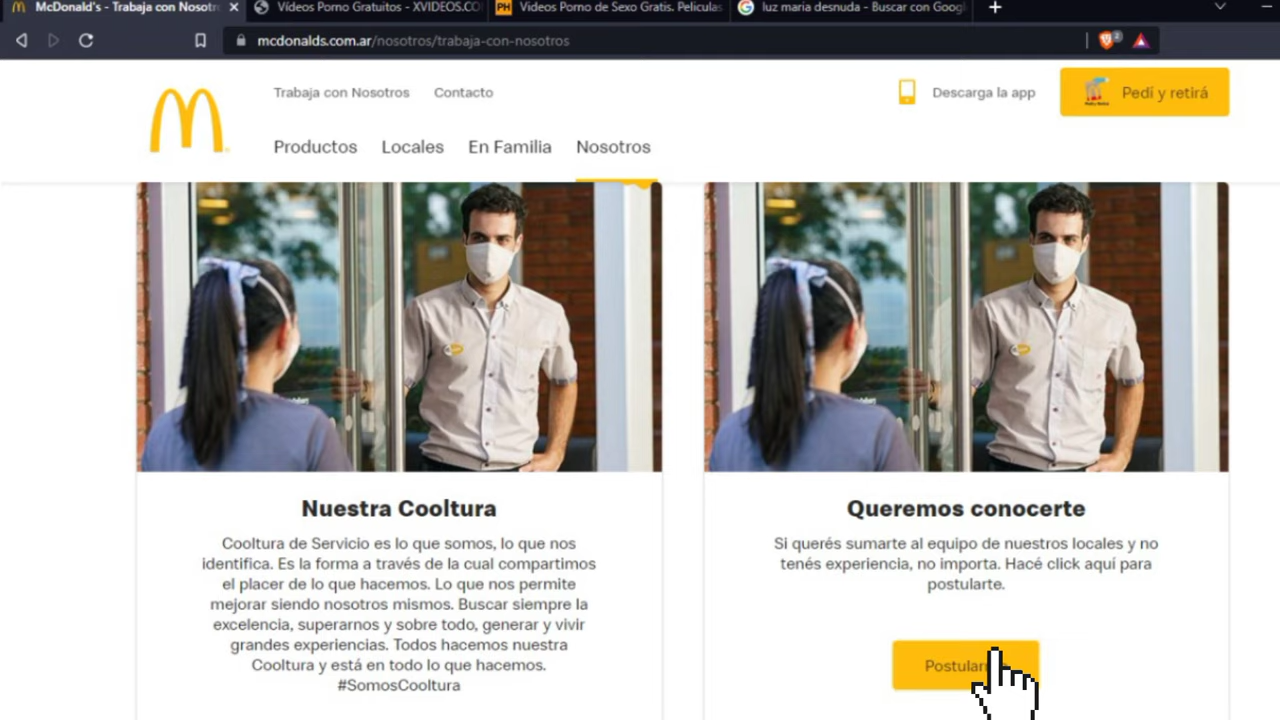 McDonald's - Trabaja con Nosotr
Vídeos Porno Gratuitos - XVIDEOS.CO
PH Videos Porno de Sexo Gratis. Peliculas
luz maria desnuda - Buscar con Googl
mcdonalds.com.ar/nosotros/trabaja-con-nosotros
2
Trabaja con Nosotros Contacto
Descarga la app
Pedí y retirá
Productos Locales En Familia Nosotros
Nuestra Cooltura
Cooltura de Servicio es lo que somos, lo que nos
identifica. Es la forma a través de la cual compartimos
el placer de lo que hacemos. Lo que nos permite
mejorar siendo nosotros mismos. Buscar siempre la
excelencia, superarnos y sobre todo, generar y vivir
grandes experiencias. Todos hacemos nuestra
Cooltura y está en todo lo que hacemos.
#SomosCooltura
Queremos conocerte
Si querés sumarte al equipo de nuestros locales y no
tenés experiencia, no importa. Hacé click aquí para
postularte.